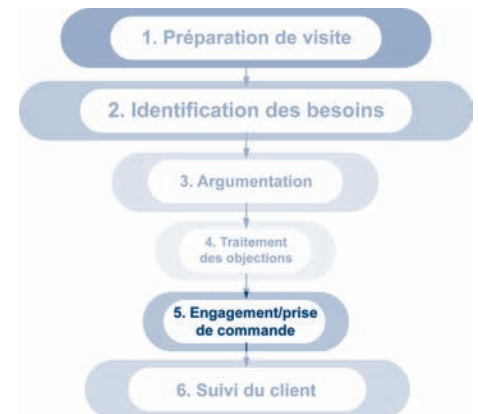 1. Préparation de visite
2. Identification des besoins
3. Argumentation
4. Traitement
des objections
5. Engagement/prise
de commande
6. Suivi du client